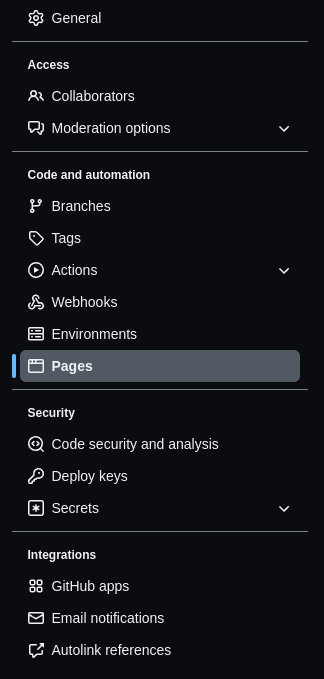 General
Access
Collaborators
Moderation options
Code and automation
Branches
Tags
Actions
Webhooks
Environments
Pages
Security
Code security and analysis
Deploy keys
Secrets
Integrations
GitHub apps
Email notifications
Autolink references